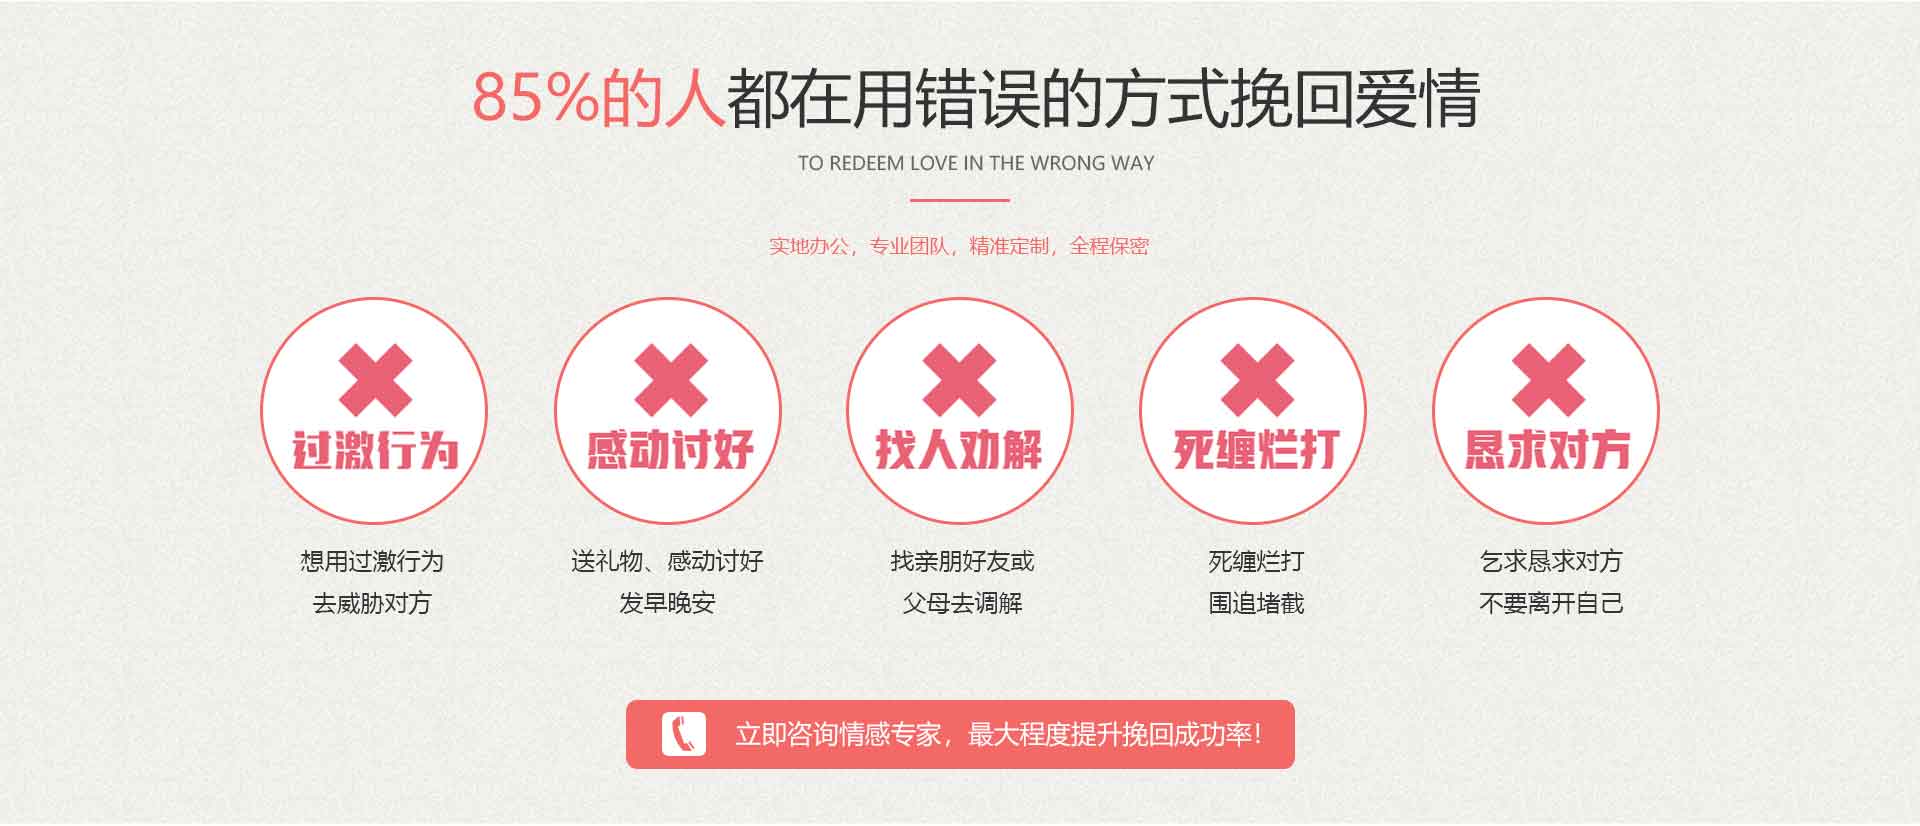 85%的人都在用错误的方式挽回爱情
TO REDEEM LOVE IN THE WRONG WAY
实地办公，专业团队，精准定制，全程保密
过激行为
感动讨好
找人劝解
死缠烂打
恳求对方
想用过激行为
去威胁对方
送礼物、感动讨好
发早晚安
找亲朋好友或
父母去调解
死缠烂打
围追堵截
乞求恳求对方
不要离开自己
立即咨询情感专家，最大程度提升挽回成功率！